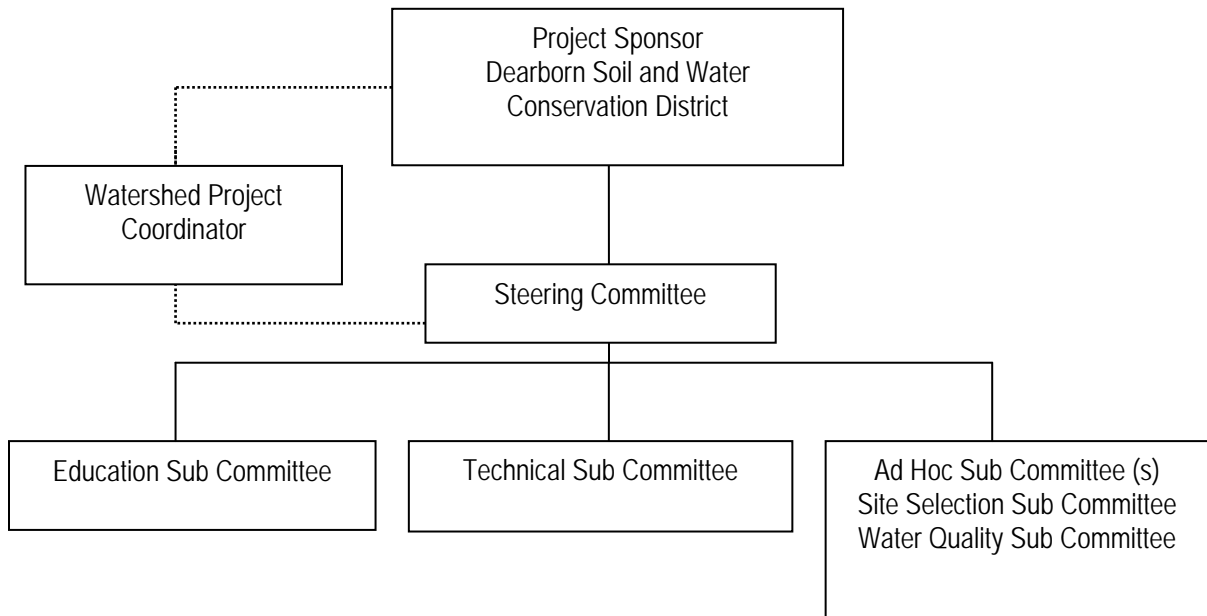 Project Sponsor
Dearborn Soil and Water
Conservation District
Watershed Project
Coordinator
Steering Committee
Education Sub Committee
Technical Sub Committee
Ad Hoc Sub Committee (s)
Site Selection Sub Committee
Water Quality Sub Committee